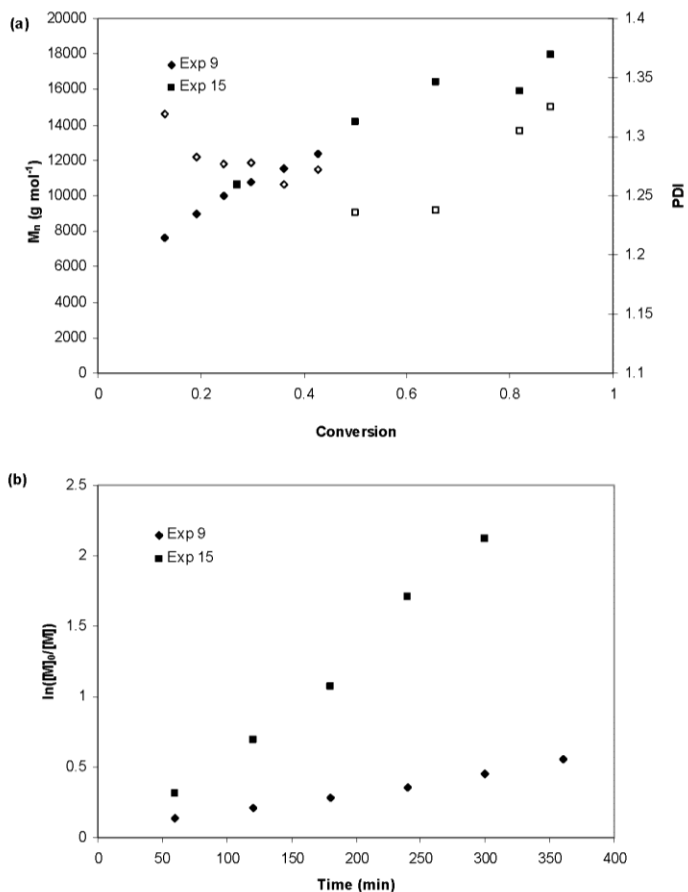 (a)
20000
18000
16000
14000
12000
10000
8000
6000
4000
2000
0
Mn (g mol-1)
Exp 9
Exp 15
1.4
1.35
1.3
1.25
1.2
1.15
1.1
PDI
0 0.2 0.4 0.6 0.8 1
Conversion
(b)
2.5
2
1.5
1
0.5
0
ln([M]0/[M])
Exp 9
Exp 15
0 50 100 150 200 250 300 350 400
Time (min)